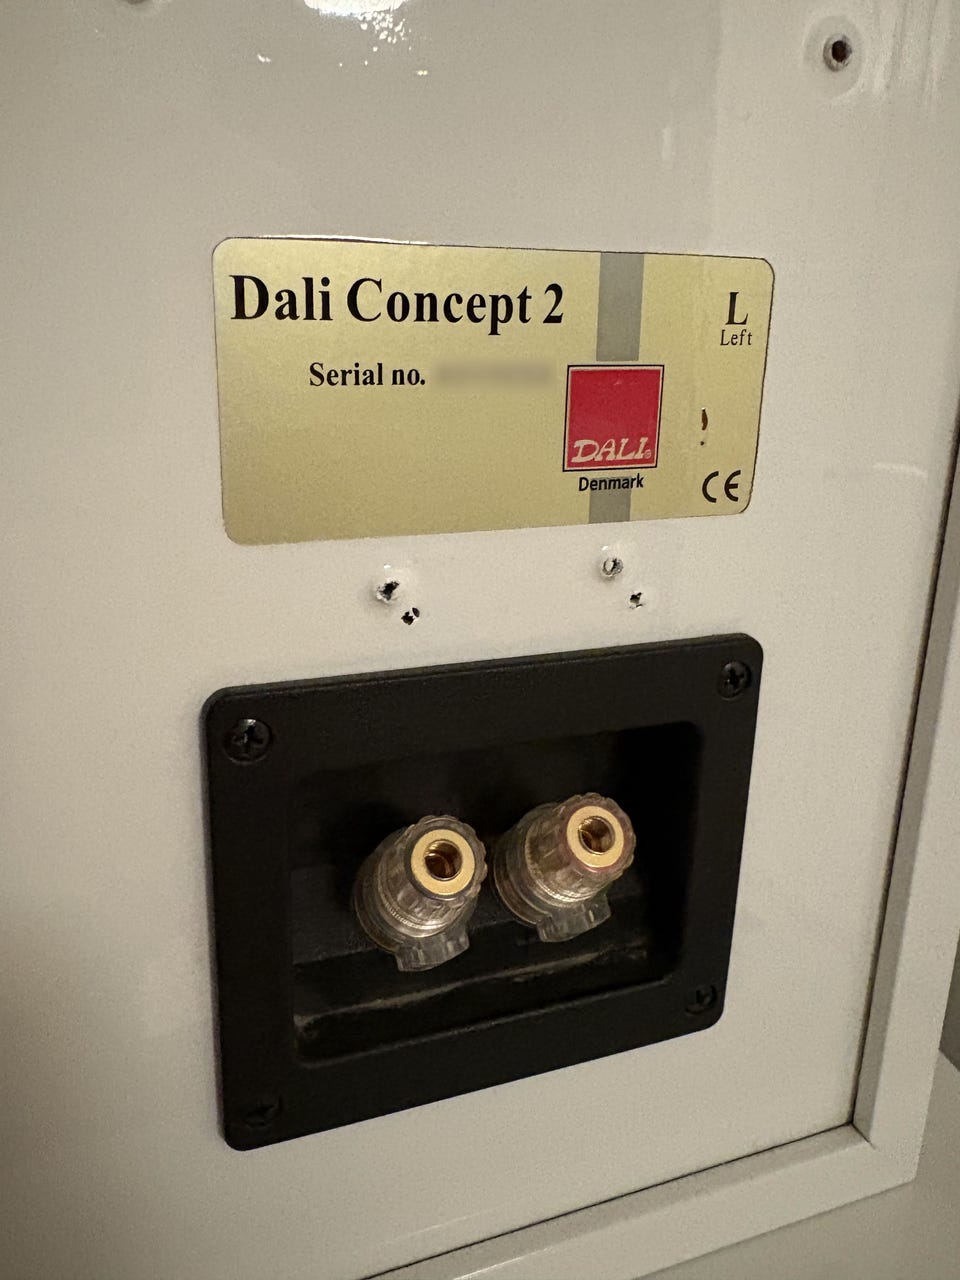 Dali Concept 2
L
Left
Serial no.
DALI®
Denmark
CE